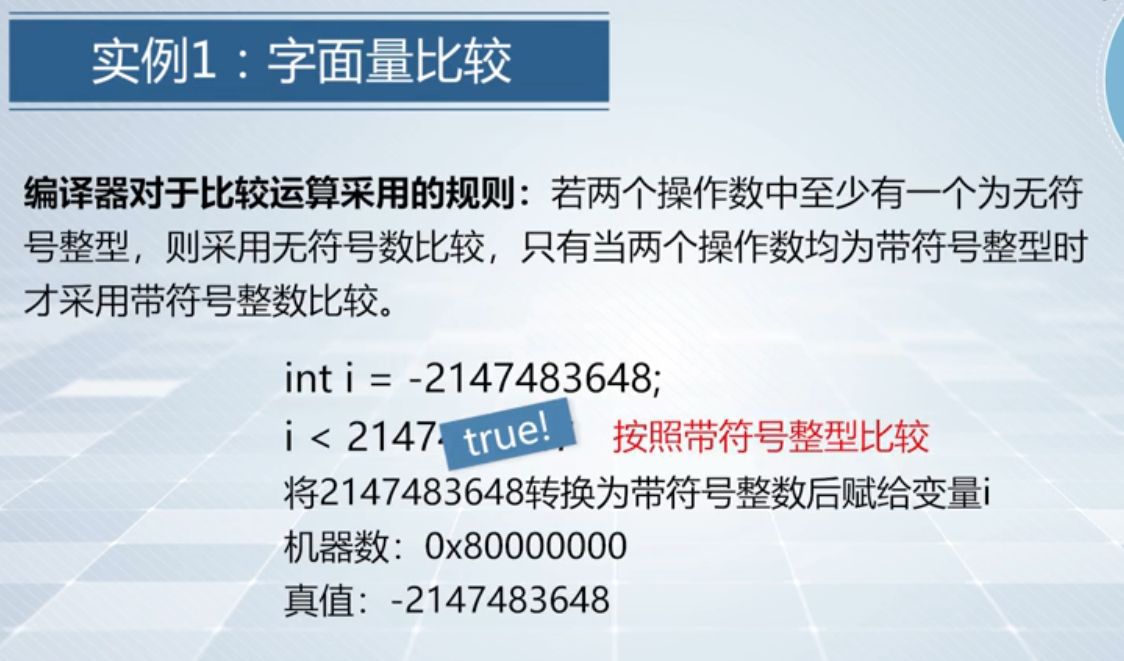 实例1：字面量比较
编译器对于比较运算采用的规则：若两个操作数中至少有一个为无符
号整型，则采用无符号数比较，只有当两个操作数均为带符号整型时
才采用带符号整数比较。
int i = -2147483648;
i < 2147 true! 按照带符号整型比较
将2147483648转换为带符号整数后赋给变量i
机器数：0x80000000
真值：-2147483648